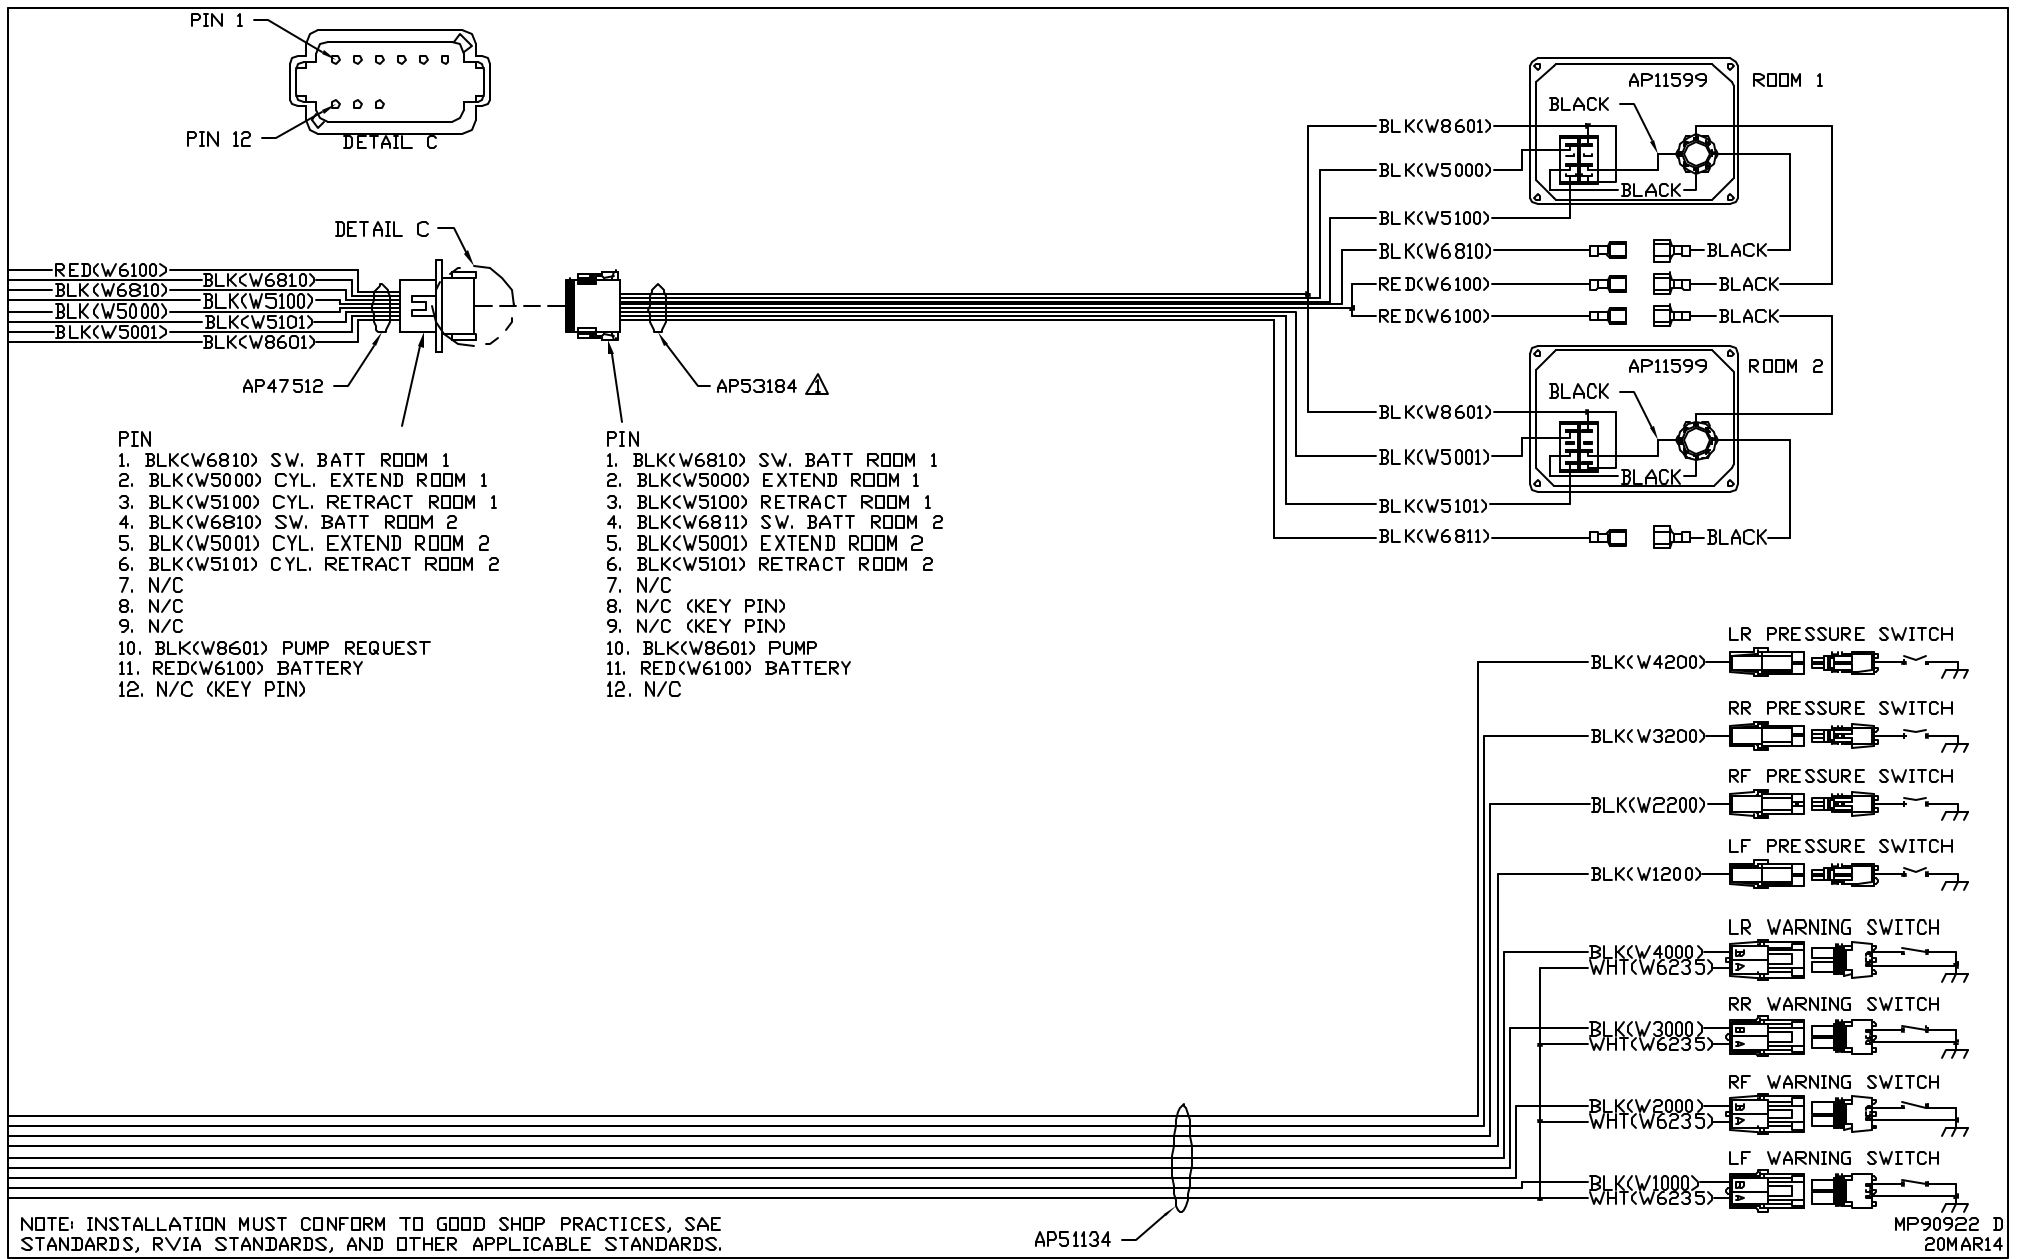 PIN 1
PIN 12
DETAIL C
DETAIL C
RED(W6100)
BLK(W6810)
BLK(W6810)
BLK(W5100)
BLK(W5000)
BLK(W5101)
BLK(W5001)
BLK(W8601)
AP47512
AP53184 1
PIN
1. BLK(W6810) SW. BATT ROOM 1
2. BLK(W5000) CYL. EXTEND ROOM 1
3. BLK(W5100) CYL. RETRACT ROOM 1
4. BLK(W6810) SW. BATT ROOM 2
5. BLK(W5001) CYL. EXTEND ROOM 2
6. BLK(W5101) CYL. RETRACT ROOM 2
7. N/C
8. N/C
9. N/C
10. BLK(W8601) PUMP REQUEST
11. RED(W6100) BATTERY
12. N/C (KEY PIN)
PIN
1. BLK(W6810) SW. BATT ROOM 1
2. BLK(W5000) EXTEND ROOM 1
3. BLK(W5100) RETRACT ROOM 1
4. BLK(W6811) SW. BATT ROOM 2
5. BLK(W5001) EXTEND ROOM 2
6. BLK(W5101) RETRACT ROOM 2
7. N/C
8. N/C (KEY PIN)
9. N/C (KEY PIN)
10. BLK(W8601) PUMP
11. RED(W6100) BATTERY
12. N/C
AP11599 ROOM 1
BLACK
BLK(W8601)
BLK(W5000)
BLACK
BLK(W5100)
BLK(W6810) BLACK
RED(W6100) BLACK
RED(W6100) BLACK
AP11599 ROOM 2
BLACK
BLK(W8601)
BLK(W5001)
BLACK
BLK(W5101)
BLK(W6811) BLACK
LR PRESSURE SWITCH
BLK(W4200)
RR PRESSURE SWITCH
BLK(W3200)
RF PRESSURE SWITCH
BLK(W2200)
LF PRESSURE SWITCH
BLK(W1200)
LR WARNING SWITCH
BLK(W4000) B
WHT(W6235) A
RR WARNING SWITCH
BLK(W3000) B
WHT(W6235) A
RF WARNING SWITCH
BLK(W2000) B
WHT(W6235) A
LF WARNING SWITCH
BLK(W1000) B
WHT(W6235) A
AP51134
NOTE: INSTALLATION MUST CONFORM TO GOOD SHOP PRACTICES, SAE
STANDARDS, RVIA STANDARDS, AND OTHER APPLICABLE STANDARDS.
MP90922 D
20MAR14